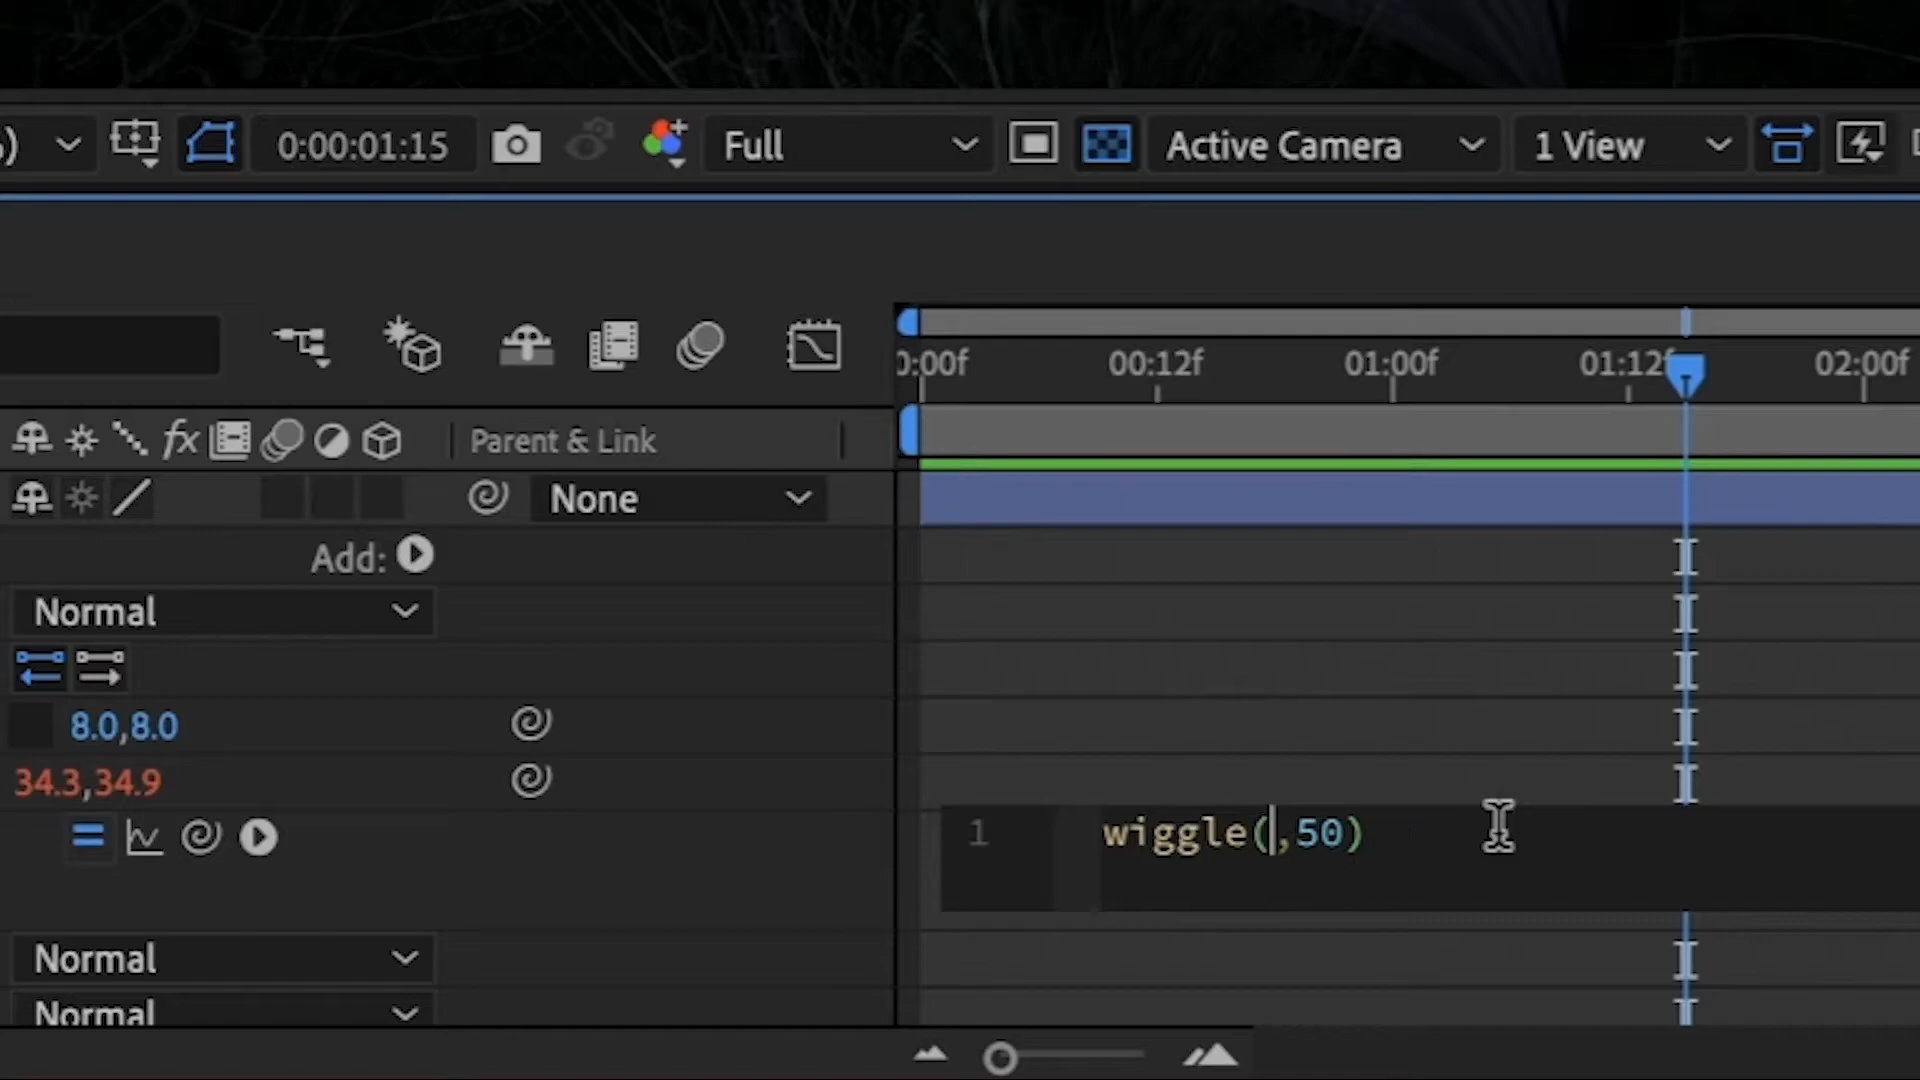 ) 0:00:01:15 Full Active Camera 1 View
0:00f 00:12f 01:00f 01:12f 02:00f
fx Parent & Link
None
Add:
Normal
8.0,8.0
34.3,34.9
1 wiggle(,50)
Normal
Normal